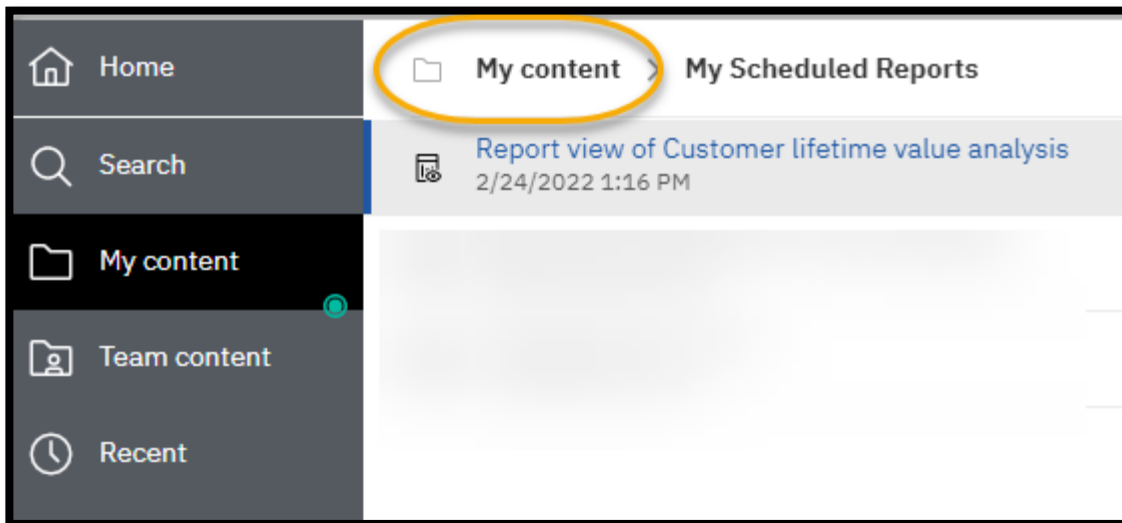 Home
Search
My content
Team content
Recent
My content > My Scheduled Reports
Report view of Customer lifetime value analysis
2/24/2022 1:16 PM